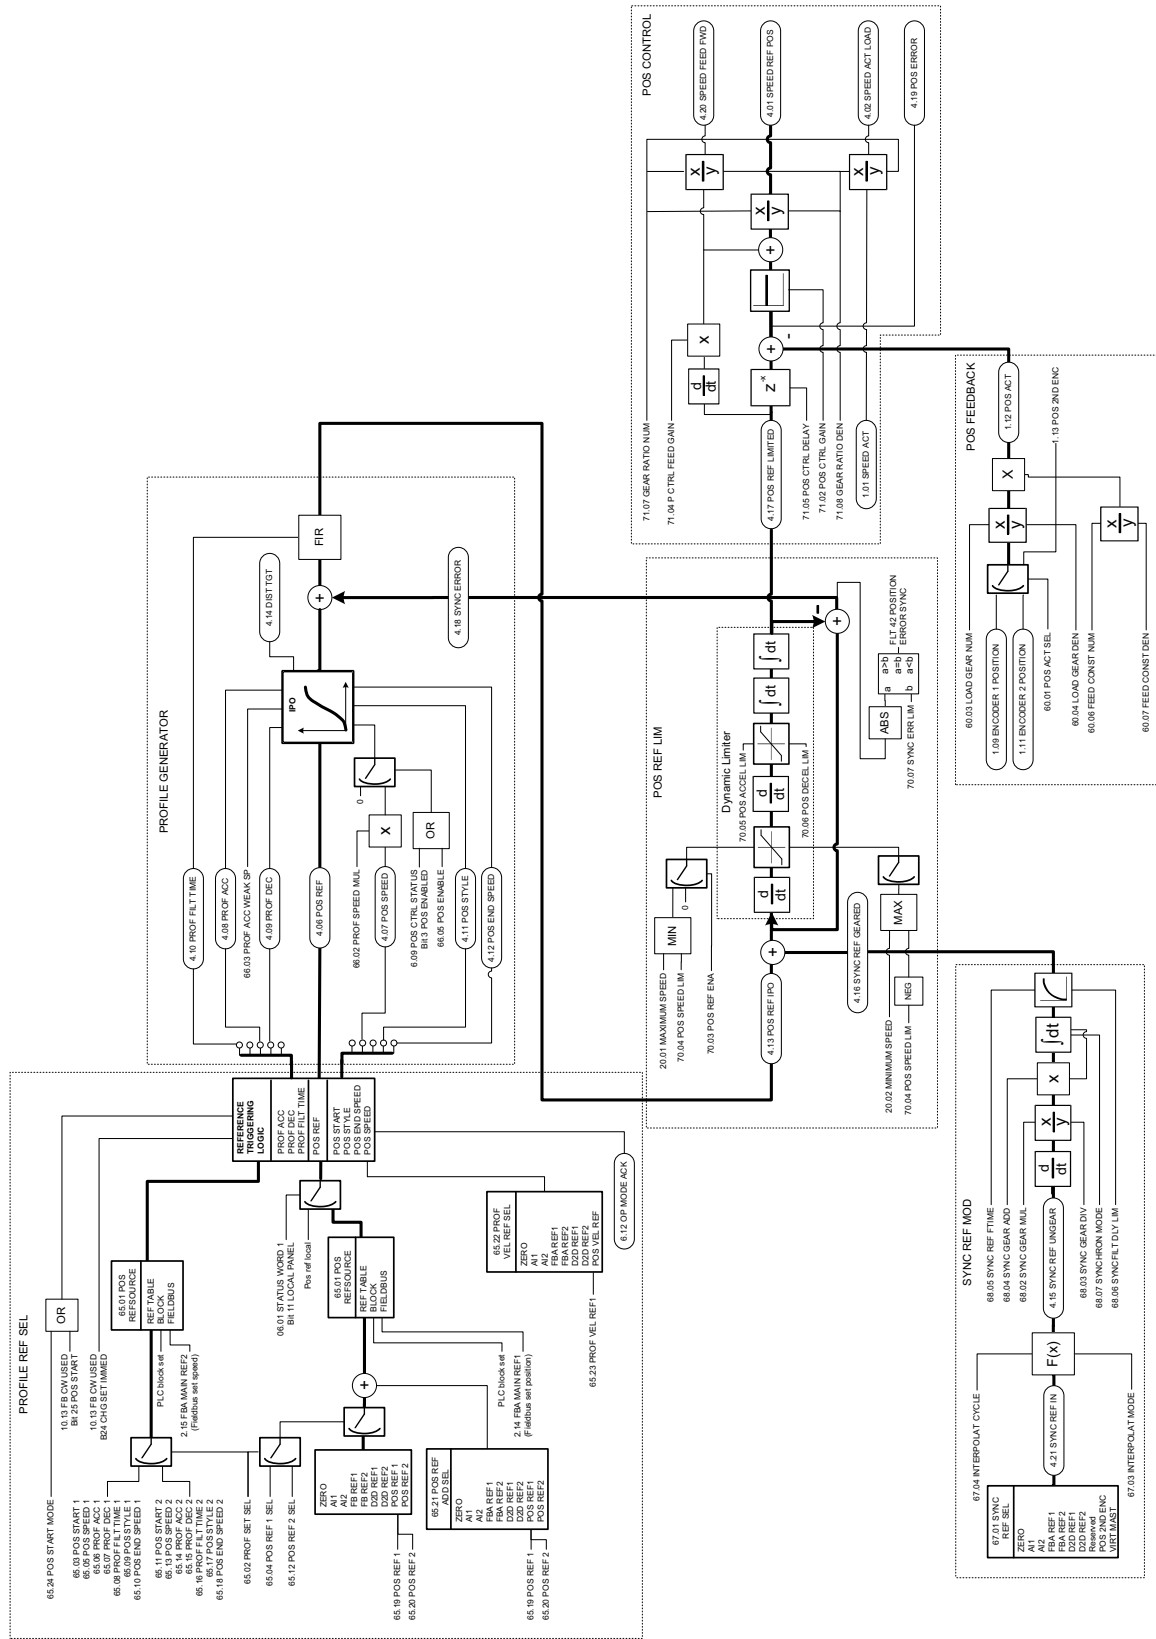 PROFILE REF SEL
65.24 POS START MODE
OR
10.13 FB CW USED
Bit 25 POS START
10.13 FB CW USED
B24 CHG SET IMMED
65.03 POS START 1
65.05 POS SPEED 1
65.06 PROF ACC 1
65.07 PROF DEC 1
65.08 PROF FILT TIME 1
65.09 POS STYLE 1
65.10 POS END SPEED 1
65.11 POS START 2
65.13 POS SPEED 2
65.14 PROF ACC 2
65.15 PROF DEC 2
65.16 PROF FILT TIME 2
65.17 POS STYLE 2
65.18 POS END SPEED 2
65.01 POS
REFSOURCE
REF TABLE
BLOCK
FIELDBUS
PLC block set
2.15 FBA MAIN REF2
(Fieldbus set speed)
65.02 PROF SET SEL
65.04 POS REF 1 SEL
65.12 POS REF 2 SEL
ZERO
AI1
AI2
FB REF1
FB REF2
D2D REF1
D2D REF2
POS REF 1
POS REF 2
65.19 POS REF 1
65.20 POS REF 2
65.21 POS REF
ADD SEL
ZERO
AI1
AI2
FBA REF1
FBA REF2
D2D REF1
D2D REF2
POS REF1
POS REF2
65.19 POS REF 1
65.20 POS REF 2
+
06.01 STATUS WORD 1
Bit 11 LOCAL PANEL
Pos ref local
65.01 POS
REFSOURCE
REF TABLE
BLOCK
FIELDBUS
PLC block set
2.14 FBA MAIN REF1
(Fieldbus set position)
65.22 PROF
VEL REF SEL
ZERO
AI1
AI2
FBA REF1
FBA REF2
D2D REF1
D2D REF2
POS VEL REF
65.23 PROF VEL REF1
6.12 OP MODE ACK
REFERENCE
TRIGGERING
LOGIC
PROF ACC
PROF DEC
PROF FILT TIME
POS REF
POS START
POS STYLE
POS END SPEED
POS SPEED
PROFILE GENERATOR
4.10 PROF FILT TIME
4.08 PROF ACC
66.03 PROF ACC WEAK SP
4.09 PROF DEC
4.06 POS REF
66.02 PROF SPEED MUL
4.07 POS SPEED
6.09 POS CTRL STATUS
Bit 3 POS ENABLED
66.05 POS ENABLE
4.11 POS STYLE
4.12 POS END SPEED
X
OR
0
IPO
4.14 DIST TGT
+
FIR
4.18 SYNC ERROR
POS REF LIM
20.01 MAXIMUM SPEED
70.04 POS SPEED LIM
MIN
0
70.03 POS REF ENA
4.13 POS REF IPO
+
4.16 SYNC REF GEARED
20.02 MINIMUM SPEED
70.04 POS SPEED LIM
NEG
MAX
Dynamic Limiter
d
dt
d
dt
70.05 POS ACCEL LIM
70.06 POS DECEL LIM
∫ dt
∫ dt
-
+
ABS
70.07 SYNC ERR LIM
a a>b
a=b
b a<b
FLT 42 POSITION
ERROR SYNC
POS CONTROL
71.07 GEAR RATIO NUM
71.04 P CTRL FEED GAIN
4.17 POS REF LIMITED
71.05 POS CTRL DELAY
71.02 POS CTRL GAIN
71.08 GEAR RATIO DEN
1.01 SPEED ACT
d
dt
X
z-x
+
-
+
x
y
x
y
x
y
4.20 SPEED FEED FWD
4.01 SPEED REF POS
4.02 SPEED ACT LOAD
4.19 POS ERROR
POS FEEDBACK
60.03 LOAD GEAR NUM
1.09 ENCODER 1 POSITION
1.11 ENCODER 2 POSITION
60.01 POS ACT SEL
60.04 LOAD GEAR DEN
60.06 FEED CONST NUM
60.07 FEED CONST DEN
x
y
x
y
X
1.12 POS ACT
1.13 POS 2ND ENC
SYNC REF MOD
67.04 INTERPOLAT CYCLE
67.01 SYNC
REF SEL
ZERO
AI1
AI2
FBA REF1
FBA REF2
D2D REF1
D2D REF2
Reserved
POS 2ND ENC
VIRT MAST
4.21 SYNC REF IN
F(x)
67.03 INTERPOLAT MODE
68.05 SYNC REF FTIME
68.04 SYNC GEAR ADD
68.02 SYNC GEAR MUL
4.15 SYNC REF UNGEAR
68.03 SYNC GEAR DIV
68.07 SYNCHRON MODE
68.06 SYNCFILT DLY LIM
d
dt
x
y
X
∫dt